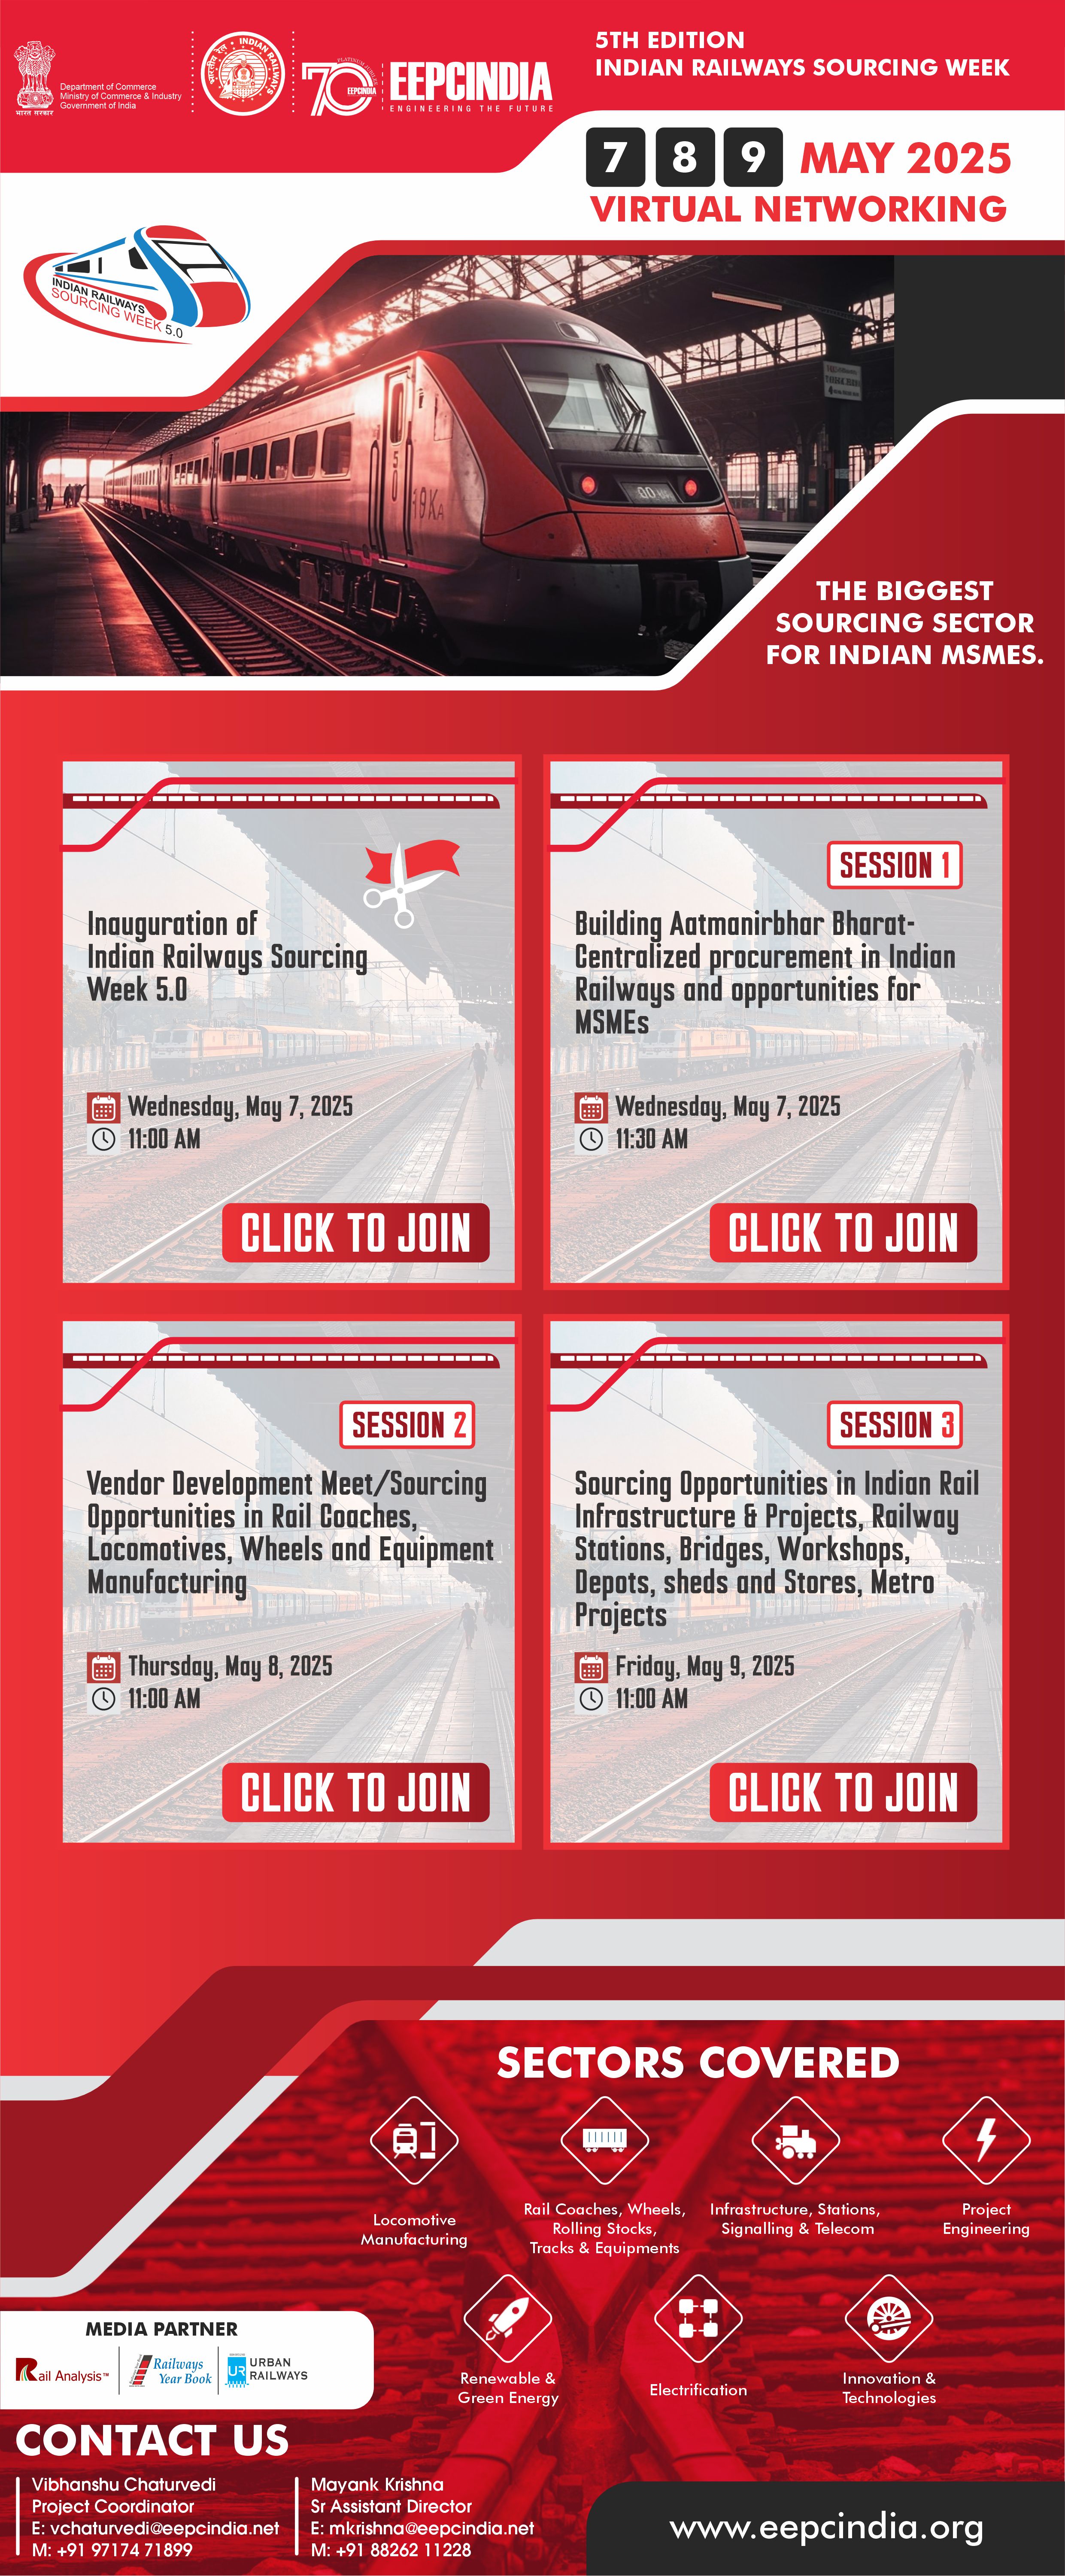 भारत सरकार
Department of Commerce
Ministry of Commerce & Industry
Government of India
INDIAN RAILWAYS
भारतीय रेल
PLATINUM JUBILEE
70
EEPCINDIA
EEPCINDIA
ENGINEERING THE FUTURE
5TH EDITION
INDIAN RAILWAYS SOURCING WEEK
7 8 9 MAY 2025
VIRTUAL NETWORKING
INDIAN RAILWAYS
SOURCING WEEK 5.0
THE BIGGEST
SOURCING SECTOR
FOR INDIAN MSMES.
Inauguration of
Indian Railways Sourcing
Week 5.0
Wednesday, May 7, 2025
11:00 AM
CLICK TO JOIN
SESSION 1
Building Aatmanirbhar Bharat-
Centralized procurement in Indian
Railways and opportunities for
MSMEs
Wednesday, May 7, 2025
11:30 AM
CLICK TO JOIN
SESSION 2
Vendor Development Meet/Sourcing
Opportunities in Rail Coaches,
Locomotives, Wheels and Equipment
Manufacturing
Thursday, May 8, 2025
11:00 AM
CLICK TO JOIN
SESSION 3
Sourcing Opportunities in Indian Rail
Infrastructure & Projects, Railway
Stations, Bridges, Workshops,
Depots, sheds and Stores, Metro
Projects
Friday, May 9, 2025
11:00 AM
CLICK TO JOIN
SECTORS COVERED
Locomotive
Manufacturing
Rail Coaches, Wheels,
Rolling Stocks,
Tracks & Equipments
Infrastructure, Stations,
Signalling & Telecom
Project
Engineering
Renewable &
Green Energy
Electrification
Innovation &
Technologies
MEDIA PARTNER
Rail Analysis™
Railways
Year Book
UR
URBAN
RAILWAYS
CONTACT US
Vibhanshu Chaturvedi
Project Coordinator
E: vchaturvedi@eepcindia.net
M: +91 97174 71899
Mayank Krishna
Sr Assistant Director
E: mkrishna@eepcindia.net
M: +91 88262 11228
www.eepcindia.org